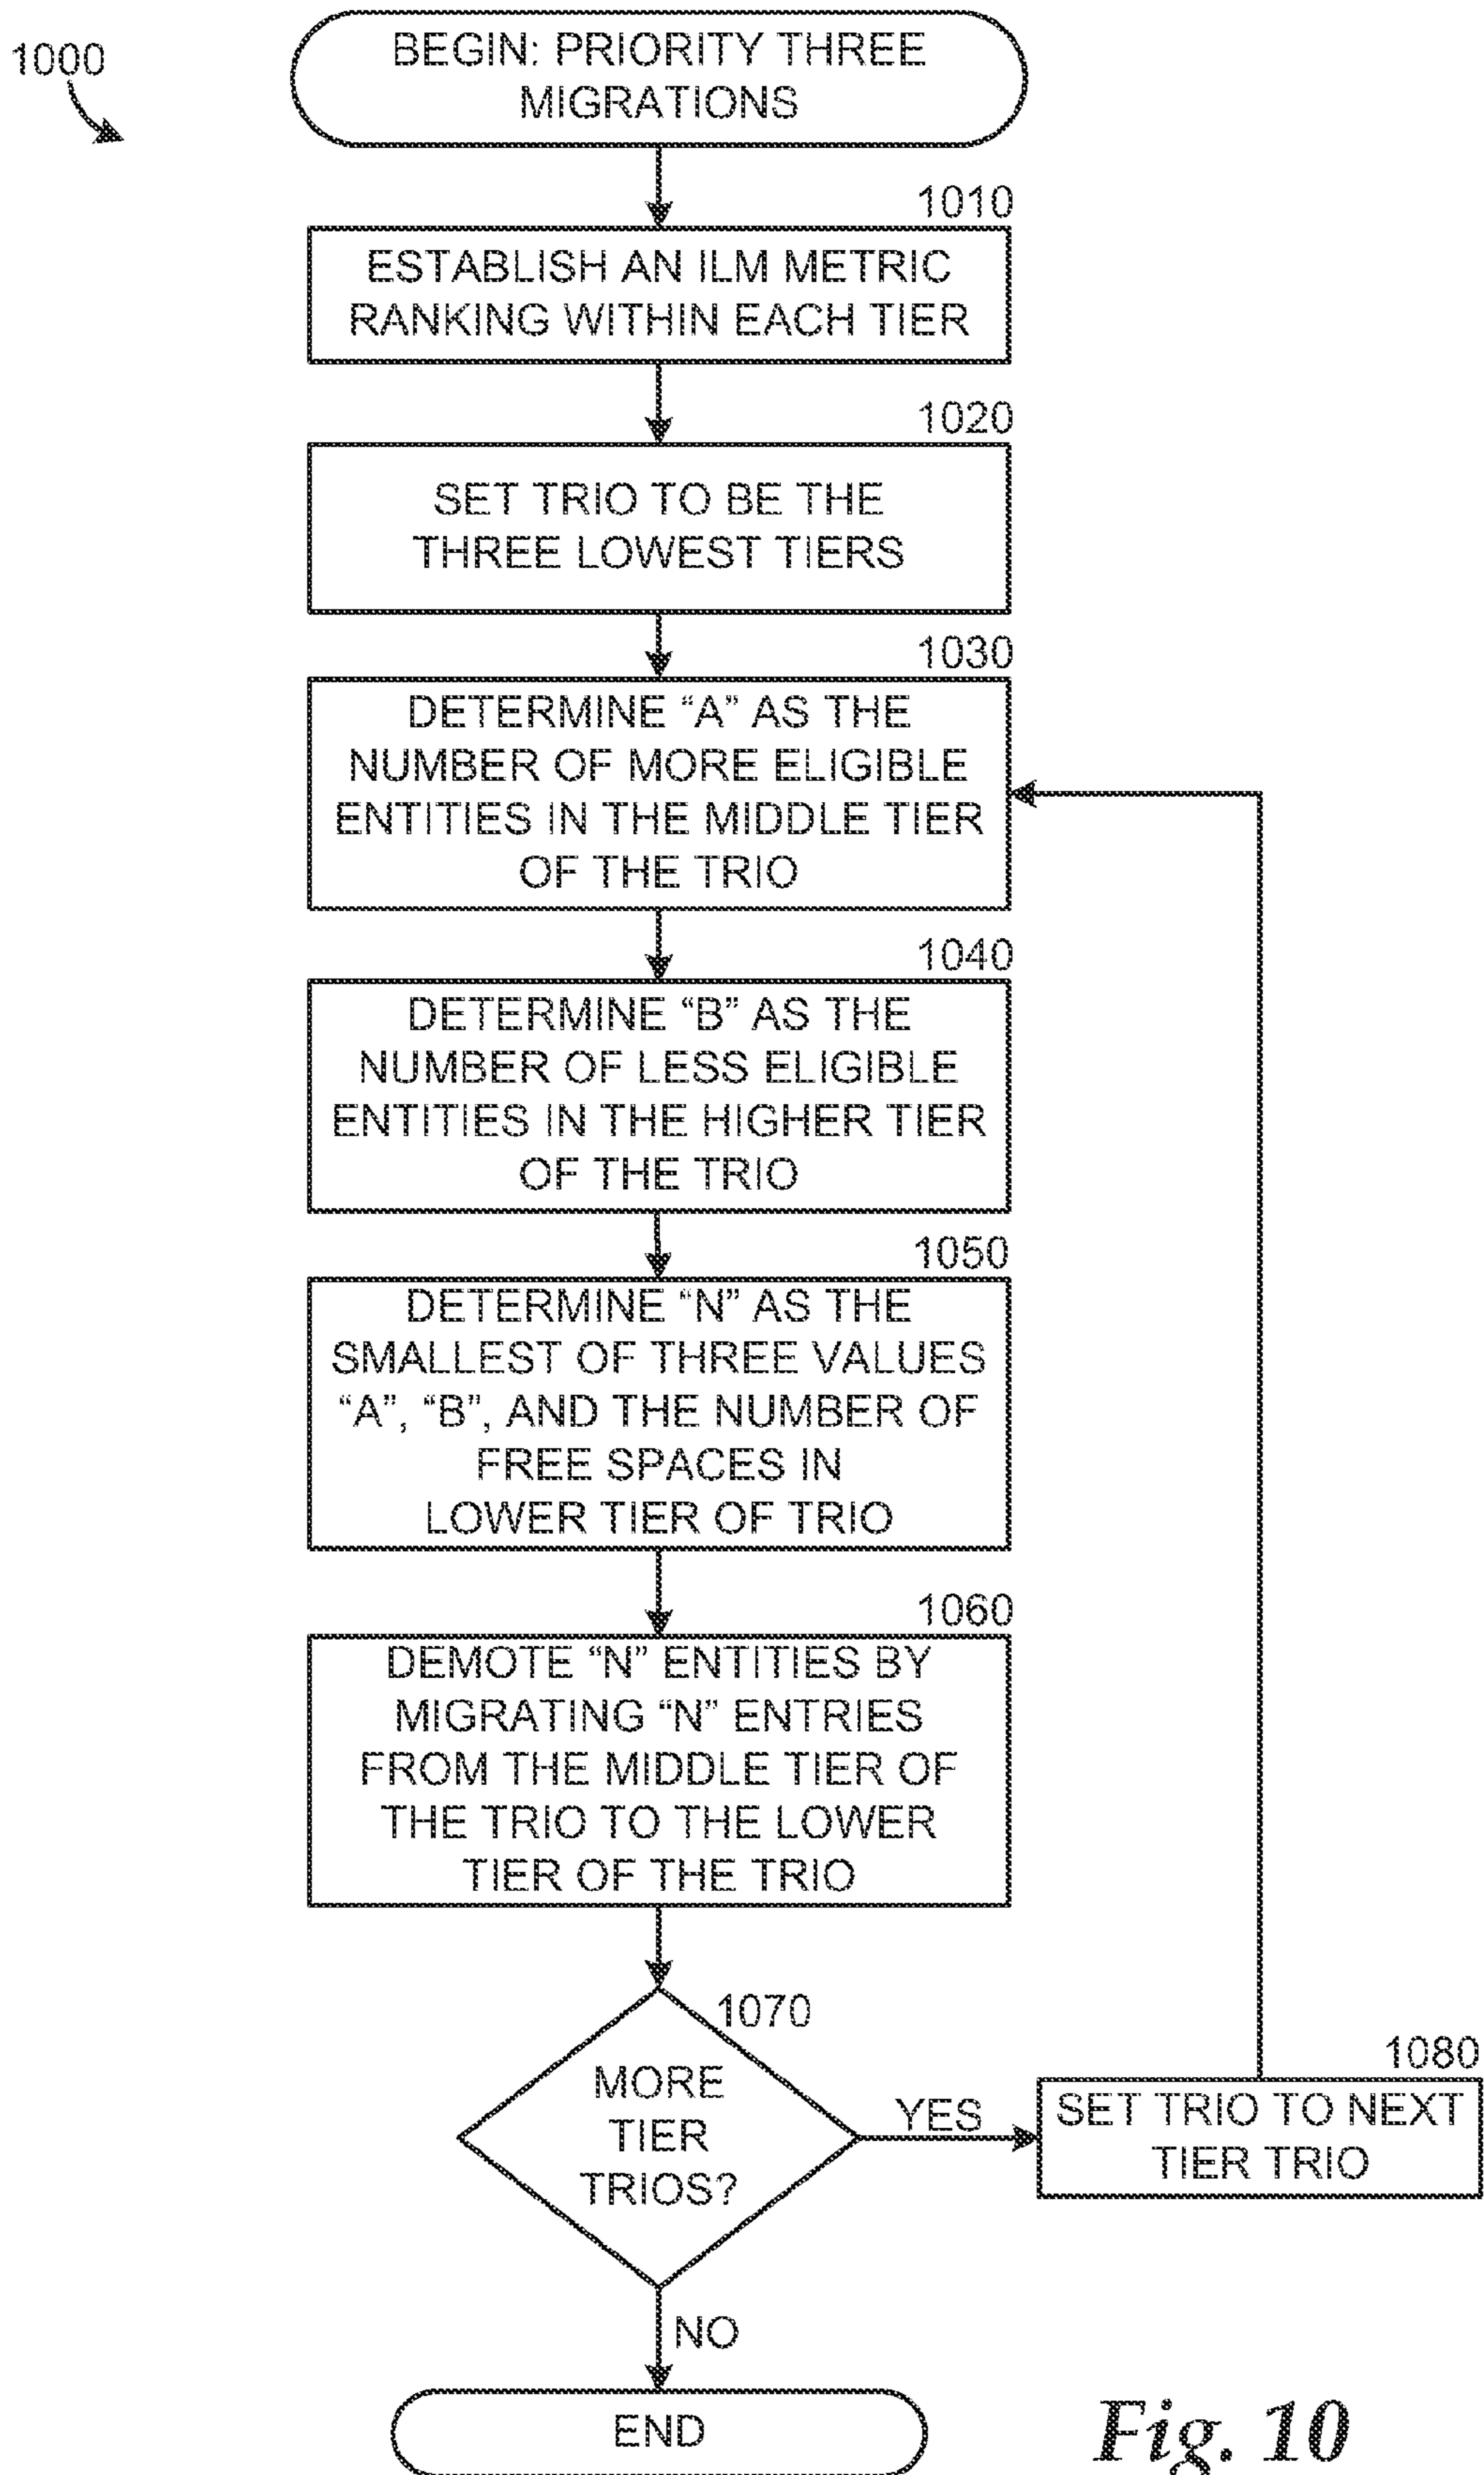 1000
BEGIN: PRIORITY THREE
MIGRATIONS
1010
ESTABLISH AN ILM METRIC
RANKING WITHIN EACH TIER
1020
SET TRIO TO BE THE
THREE LOWEST TIERS
1030
DETERMINE “A” AS THE
NUMBER OF MORE ELIGIBLE
ENTITIES IN THE MIDDLE TIER
OF THE TRIO
1040
DETERMINE “B” AS THE
NUMBER OF LESS ELIGIBLE
ENTITIES IN THE HIGHER TIER
OF THE TRIO
1050
DETERMINE “N” AS THE
SMALLEST OF THREE VALUES
“A”, “B”, AND THE NUMBER OF
FREE SPACES IN
LOWER TIER OF TRIO
1060
DEMOTE “N” ENTITIES BY
MIGRATING “N” ENTRIES
FROM THE MIDDLE TIER OF
THE TRIO TO THE LOWER
TIER OF THE TRIO
1070
MORE
TIER
TRIOS?
YES
1080
SET TRIO TO NEXT
TIER TRIO
NO
END
Fig. 10